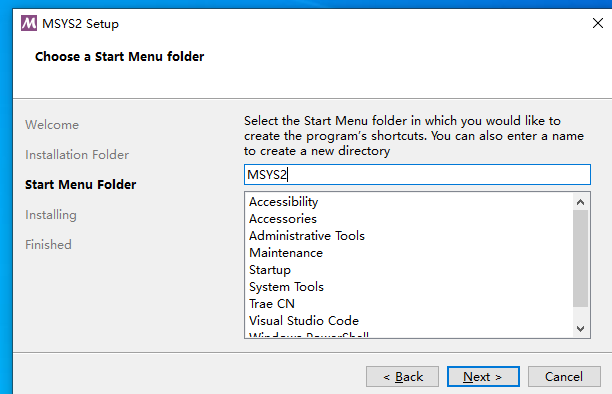 MSYS2 Setup
Choose a Start Menu folder
Welcome
Installation Folder
Start Menu Folder
Installing
Finished
Select the Start Menu folder in which you would like to
create the program's shortcuts. You can also enter a name
to create a new directory
MSYS2
Accessibility
Accessories
Administrative Tools
Maintenance
Startup
System Tools
Trae CN
Visual Studio Code
Windows PowerShell
< Back
Next >
Cancel